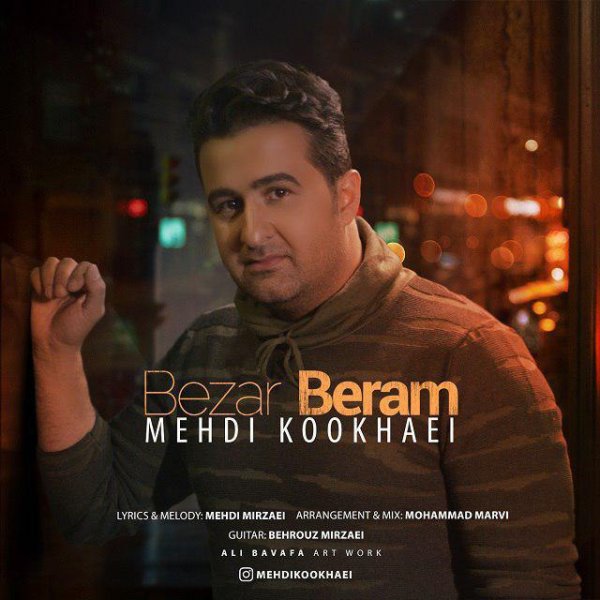 Bezar Beram
MEHDI KOOKHAEI
LYRICS & MELODY: MEHDI MIRZAEI ARRANGEMENT & MIX: MOHAMMAD MARVI
GUITAR: BEHROUZ MIRZAEI
ALI BAVAFA ART WORK
MEHDIKOOKHAEI